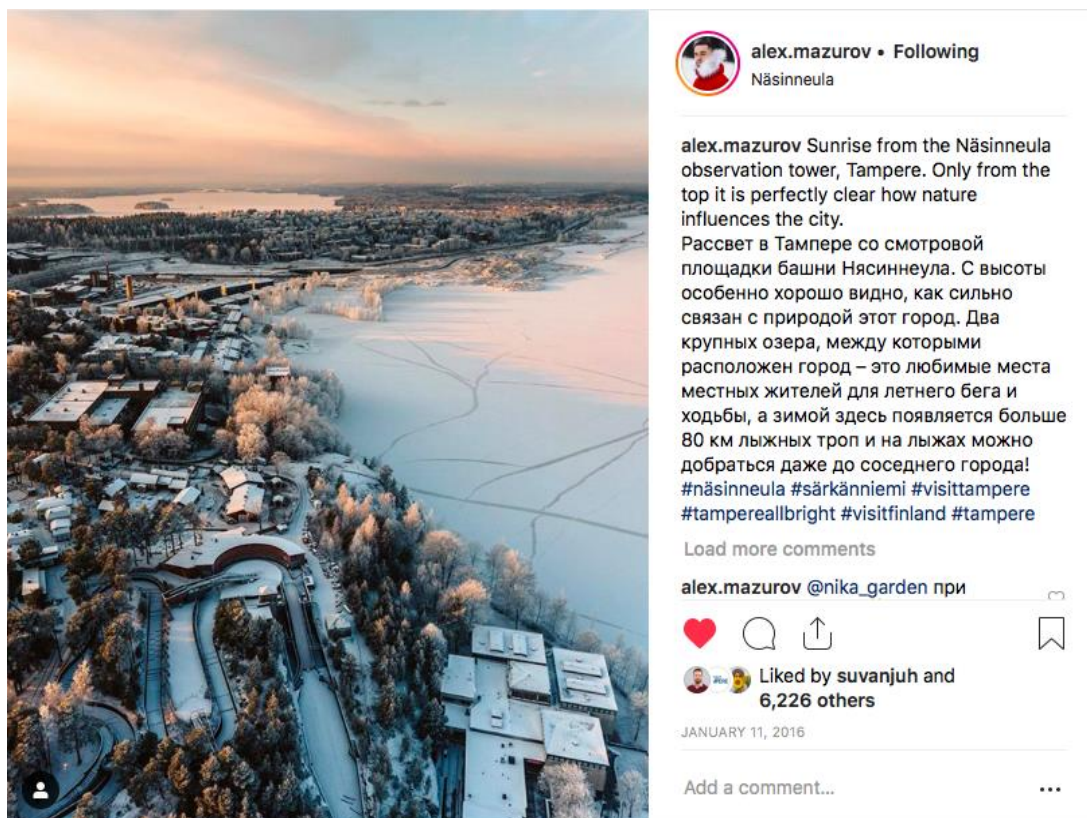 alex.mazurov • Following
Näsinneula
alex.mazurov Sunrise from the Näsinneula
observation tower, Tampere. Only from the
top it is perfectly clear how nature
influences the city.
Рассвет в Тампере со смотровой
площадки башни Нясиннеула. С высоты
особенно хорошо видно, как сильно
связан с природой этот город. Два
крупных озера, между которыми
расположен город – это любимые места
местных жителей для летнего бега и
ходьбы, а зимой здесь появляется больше
80 км лыжных троп и на лыжах можно
добраться даже до соседнего города!
#näsinneula #särkänniemi #visittampere
#tampereallbright #visitfinland #tampere
Load more comments
alex.mazurov @nika_garden при
Liked by suvanjuh and
6,226 others
JANUARY 11, 2016
Add a comment...